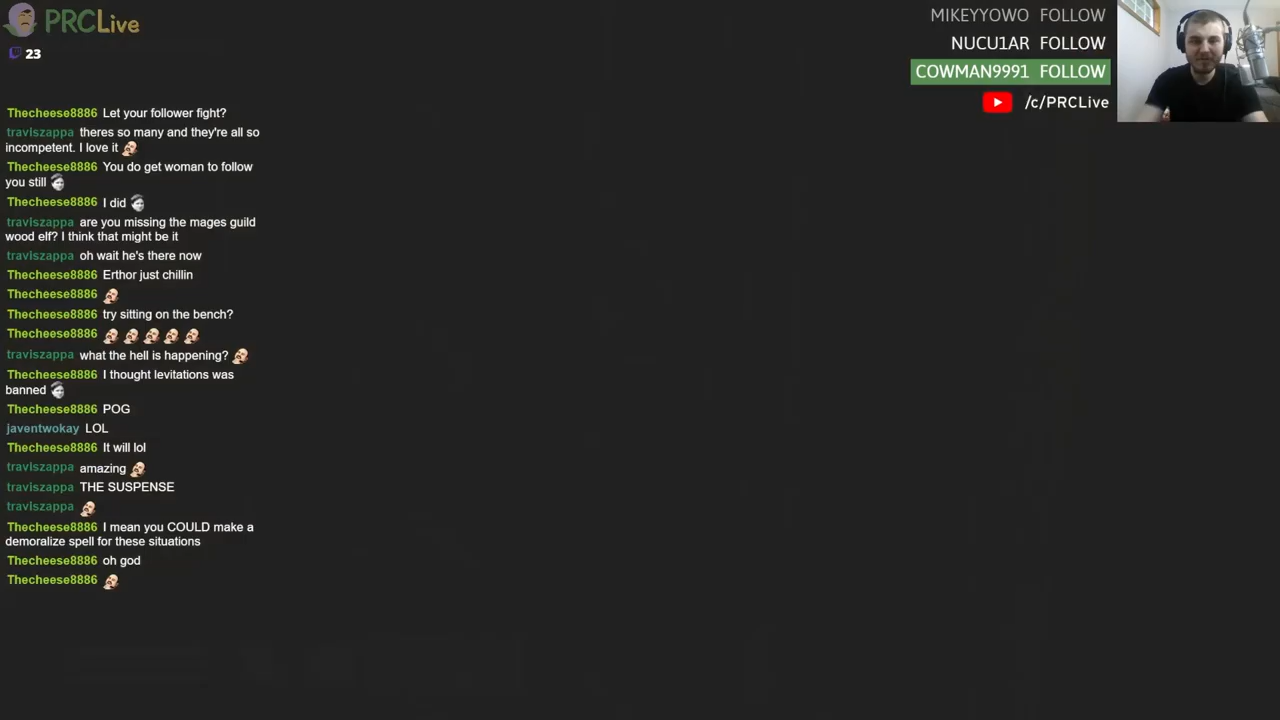 PRCLive
23
MIKEYYOWO FOLLOW
NUCU1AR FOLLOW
COWMAN9991 FOLLOW
/c/PRCLive
Thecheese8886 Let your follower fight?
traviszappa theres so many and they're all so
incompetent. I love it
Thecheese8886 You do get woman to follow
you still
Thecheese8886 I did
traviszappa are you missing the mages guild
wood elf? I think that might be it
traviszappa oh wait he's there now
Thecheese8886 Erthor just chillin
Thecheese8886
Thecheese8886 try sitting on the bench?
Thecheese8886
traviszappa what the hell is happening?
Thecheese8886 I thought levitations was
banned
Thecheese8886 POG
javentwokay LOL
Thecheese8886 It will lol
traviszappa amazing
traviszappa THE SUSPENSE
traviszappa
Thecheese8886 I mean you COULD make a
demoralize spell for these situations
Thecheese8886 oh god
Thecheese8886